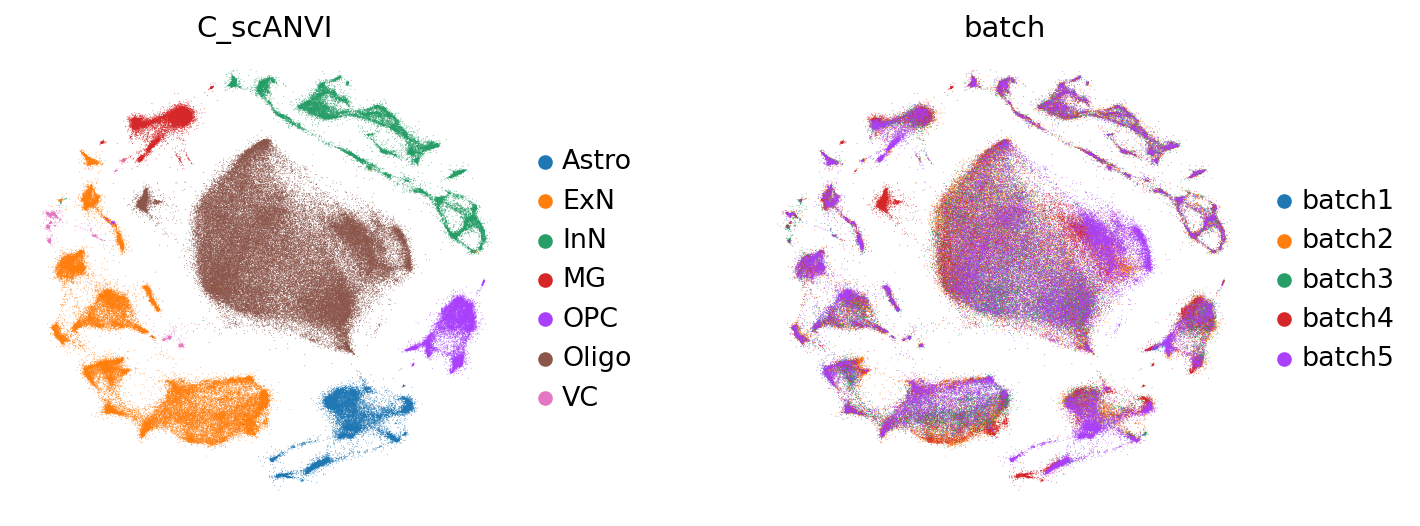 C_scANVI
Astro
ExN
InN
MG
OPC
Oligo
VC
batch
batch1
batch2
batch3
batch4
batch5